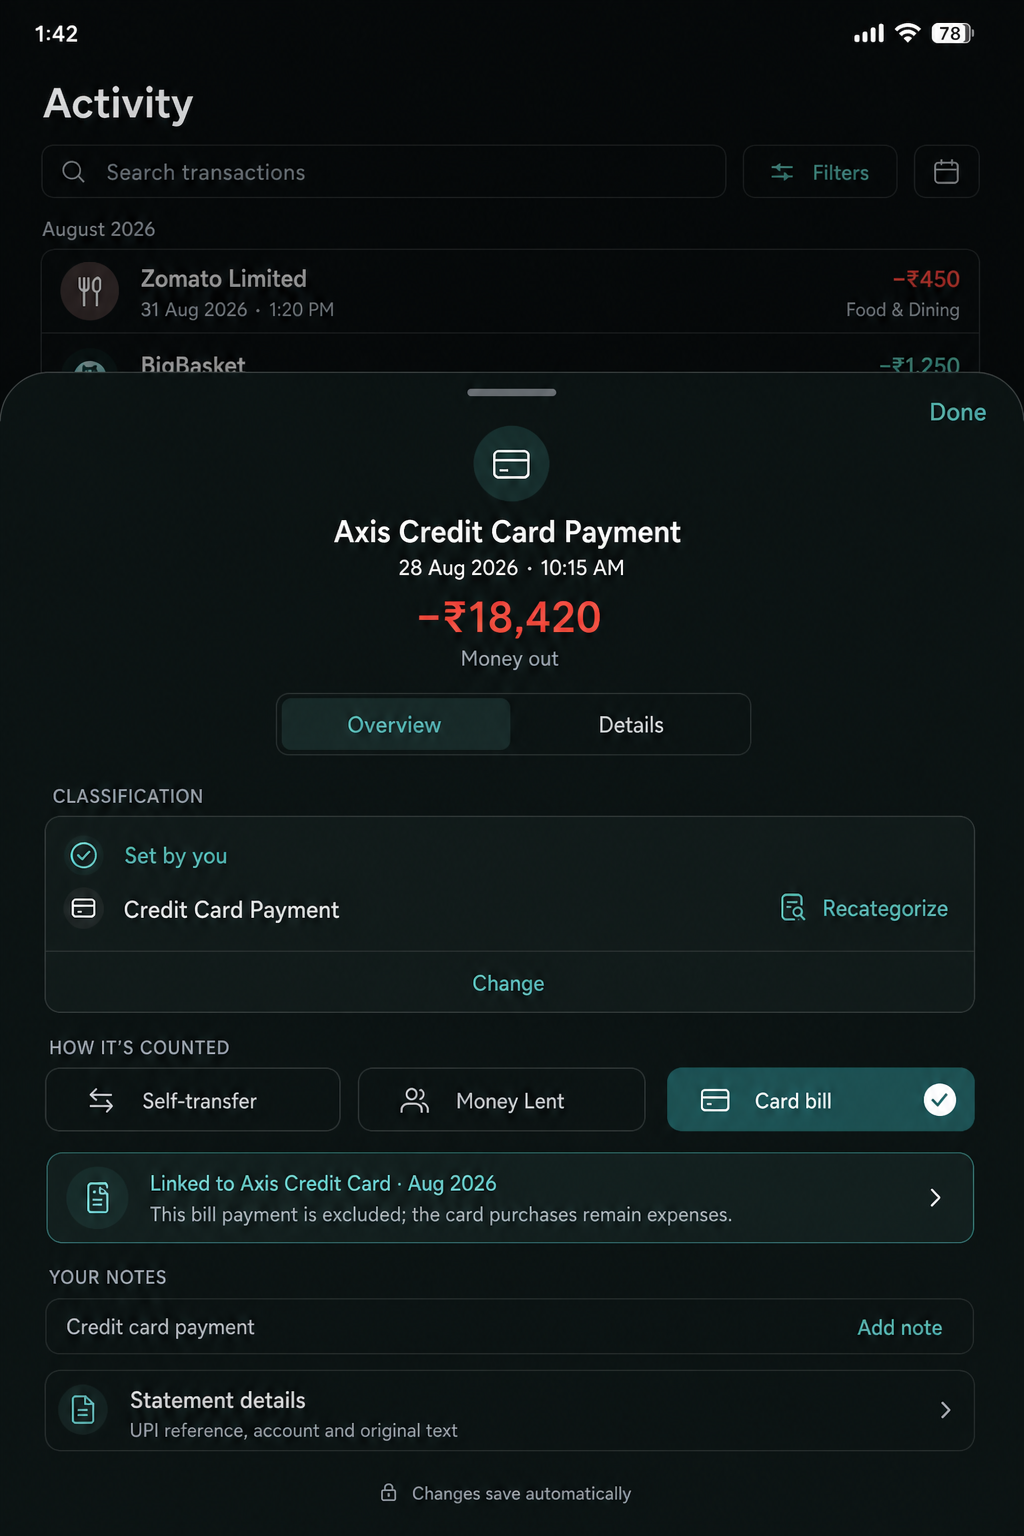 1:42
78
Activity
Search transactions
Filters
August 2026
Zomato Limited
−₹450
31 Aug 2026 · 1:20 PM
Food & Dining
BigBasket
−₹1,250
Done
Axis Credit Card Payment
28 Aug 2026 · 10:15 AM
−₹18,420
Money out
Overview
Details
CLASSIFICATION
Set by you
Credit Card Payment
Recategorize
Change
HOW IT’S COUNTED
Self-transfer
Money Lent
Card bill
Linked to Axis Credit Card · Aug 2026
This bill payment is excluded; the card purchases remain expenses.
YOUR NOTES
Credit card payment
Add note
Statement details
UPI reference, account and original text
Changes save automatically